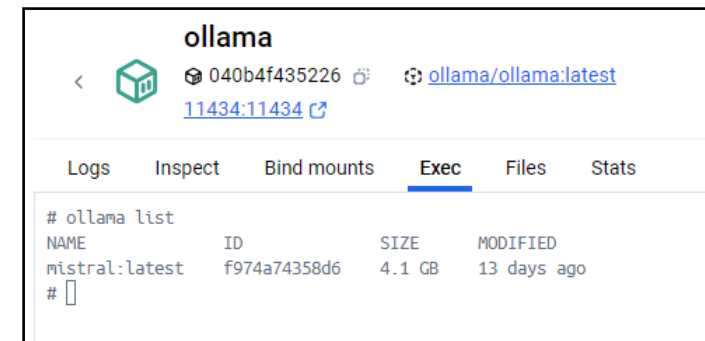 ollama
040b4f435226 ollama/ollama:latest
11434:11434
Logs Inspect Bind mounts Exec Files Stats
# ollama list
NAME ID SIZE MODIFIED
mistral:latest f974a74358d6 4.1 GB 13 days ago
#